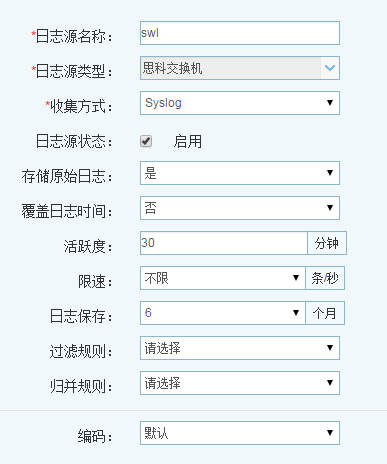 *日志源名称： swl
*日志源类型： 思科交换机
*收集方式： Syslog
日志源状态： 启用
存储原始日志： 是
覆盖日志时间： 否
活跃度： 30 分钟
限速： 不限 条/秒
日志保存： 6 个月
过滤规则： 请选择
归并规则： 请选择
编码： 默认